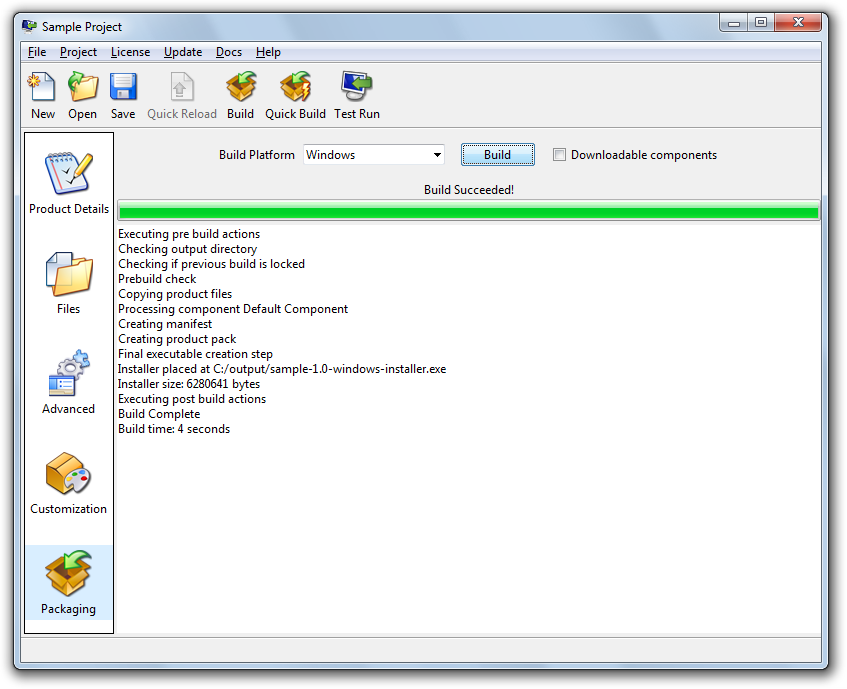 Sample Project
File Project License Update Docs Help
New Open Save Quick Reload Build Quick Build Test Run
Build Platform Windows Build Downloadable components
Build Succeeded!
Product Details
Files
Advanced
Customization
Packaging
Executing pre build actions
Checking output directory
Checking if previous build is locked
Prebuild check
Copying product files
Processing component Default Component
Creating manifest
Creating product pack
Final executable creation step
Installer placed at C:/output/sample-1.0-windows-installer.exe
Installer size: 6280641 bytes
Executing post build actions
Build Complete
Build time: 4 seconds